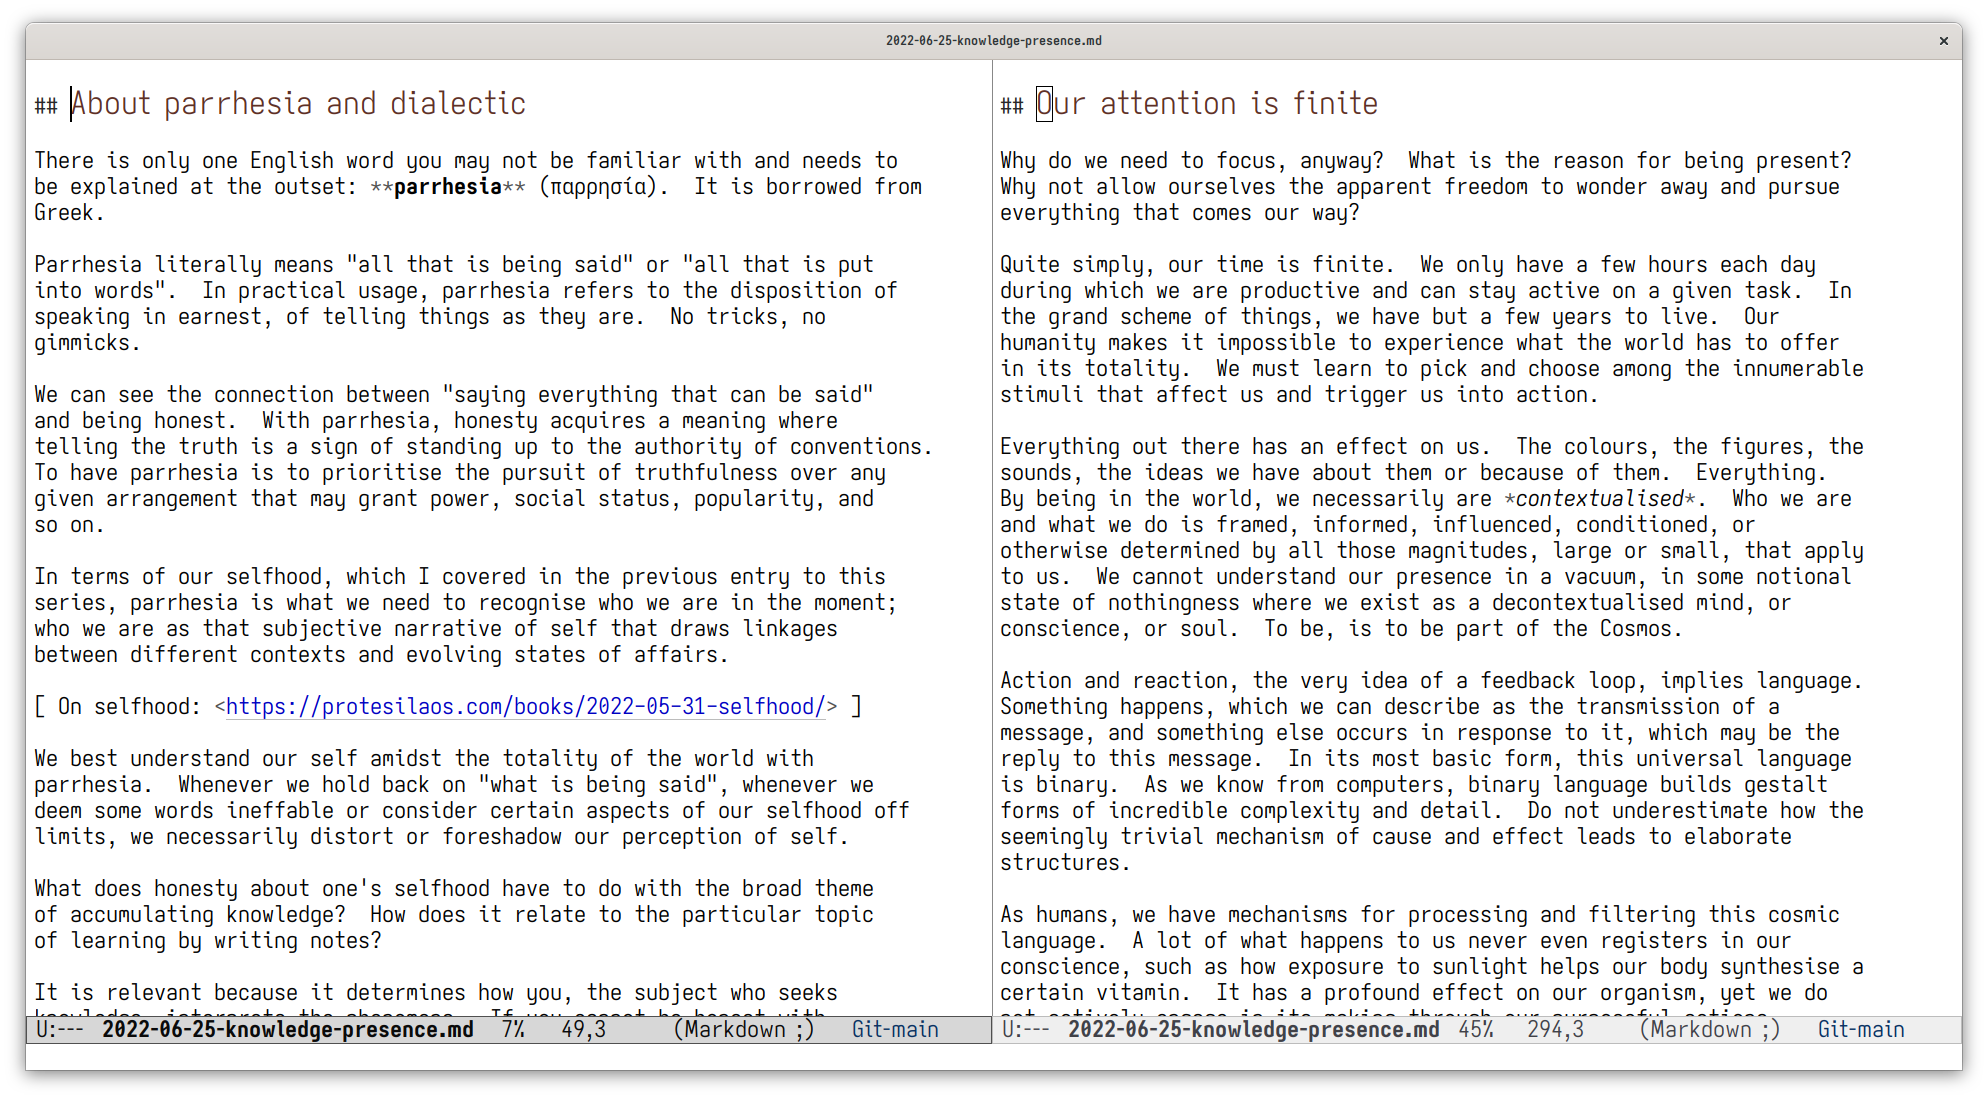 2022-06-25-knowledge-presence.md
×
## About parrhesia and dialectic
There is only one English word you may not be familiar with and needs to
be explained at the outset: **parrhesia** (παρρησία).  It is borrowed from
Greek.
Parrhesia literally means "all that is being said" or "all that is put
into words".  In practical usage, parrhesia refers to the disposition of
speaking in earnest, of telling things as they are.  No tricks, no
gimmicks.
We can see the connection between "saying everything that can be said"
and being honest.  With parrhesia, honesty acquires a meaning where
telling the truth is a sign of standing up to the authority of conventions.
To have parrhesia is to prioritise the pursuit of truthfulness over any
given arrangement that may grant power, social status, popularity, and
so on.
In terms of our selfhood, which I covered in the previous entry to this
series, parrhesia is what we need to recognise who we are in the moment;
who we are as that subjective narrative of self that draws linkages
between different contexts and evolving states of affairs.
[ On selfhood: <https://protesilaos.com/books/2022-05-31-selfhood/> ]
We best understand our self amidst the totality of the world with
parrhesia.  Whenever we hold back on "what is being said", whenever we
deem some words ineffable or consider certain aspects of our selfhood off
limits, we necessarily distort or foreshadow our perception of self.
What does honesty about one's selfhood have to do with the broad theme
of accumulating knowledge?  How does it relate to the particular topic
of learning by writing notes?
It is relevant because it determines how you, the subject who seeks
U:---  2022-06-25-knowledge-presence.md   7%   49,3   (Markdown ;)   Git-main
## Our attention is finite
Why do we need to focus, anyway?  What is the reason for being present?
Why not allow ourselves the apparent freedom to wonder away and pursue
everything that comes our way?
Quite simply, our time is finite.  We only have a few hours each day
during which we are productive and can stay active on a given task.  In
the grand scheme of things, we have but a few years to live.  Our
humanity makes it impossible to experience what the world has to offer
in its totality.  We must learn to pick and choose among the innumerable
stimuli that affect us and trigger us into action.
Everything out there has an effect on us.  The colours, the figures, the
sounds, the ideas we have about them or because of them.  Everything.
By being in the world, we necessarily are *contextualised*.  Who we are
and what we do is framed, informed, influenced, conditioned, or
otherwise determined by all those magnitudes, large or small, that apply
to us.  We cannot understand our presence in a vacuum, in some notional
state of nothingness where we exist as a decontextualised mind, or
conscience, or soul.  To be, is to be part of the Cosmos.
Action and reaction, the very idea of a feedback loop, implies language.
Something happens, which we can describe as the transmission of a
message, and something else occurs in response to it, which may be the
reply to this message.  In its most basic form, this universal language
is binary.  As we know from computers, binary language builds gestalt
forms of incredible complexity and detail.  Do not underestimate how the
seemingly trivial mechanism of cause and effect leads to elaborate
structures.
As humans, we have mechanisms for processing and filtering this cosmic
language.  A lot of what happens to us never even registers in our
conscience, such as how exposure to sunlight helps our body synthesise a
certain vitamin.  It has a profound effect on our organism, yet we do
U:---  2022-06-25-knowledge-presence.md  45%   294,3   (Markdown ;)   Git-main